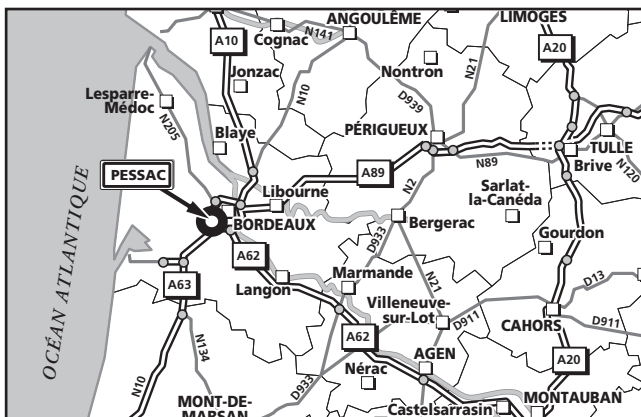 ANGOULÊME
LIMOGES
N141
Cognac
A10
A20
N21
Nontron
Jonzac
N10
Lesparre-
Médoc
D939
N205
Blaye
PÉRIGUEUX
TULLE
Brive
N89
N120
PESSAC
A89
N2
Libourne
Sarlat-
la-Canéda
BORDEAUX
Bergerac
OCÉAN ATLANTIQUE
D933
Gourdon
A62
A63
Langon
Marmande
N21
D13
Villeneuve-
sur-Lot
D911
CAHORS
D911
N134
A62
AGEN
A20
N10
D933
Nérac
MONT-DE-
MARSAN
Castelsarrasin
MONTAUBAN